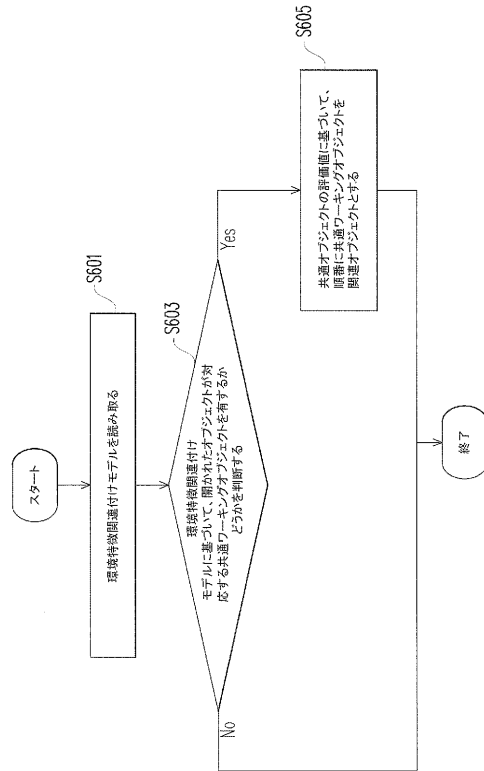 スタート
S601
環境特徴関連付けモデルを読み取る
S603
環境特徴関連付け
モデルに基づいて、開かれたオブジェクトが対
応する共通ワーキングオブジェクトを有するか
どうかを判断する
Yes
No
S605
共通オブジェクトの評価値に基づいて、
順番に共通ワーキングオブジェクトを
関連オブジェクトとする
終了